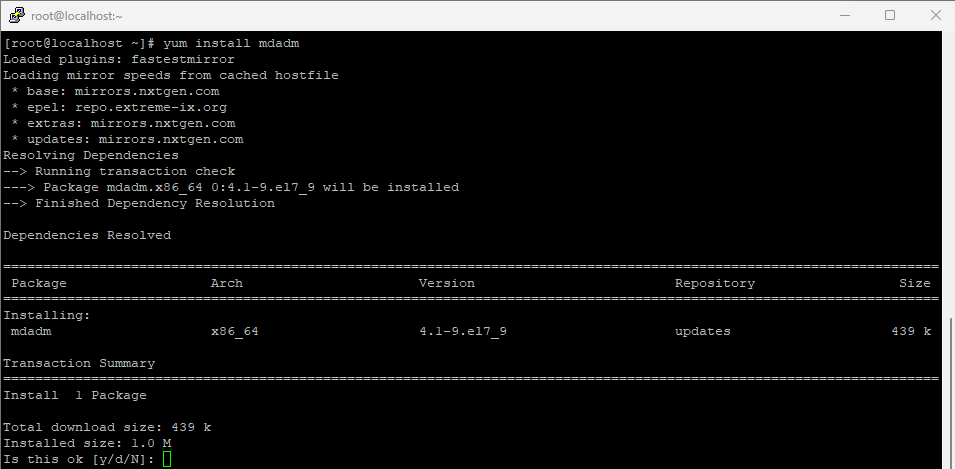 root@localhost:~
[root@localhost ~]# yum install mdadm
Loaded plugins: fastestmirror
Loading mirror speeds from cached hostfile
 * base: mirrors.nxtgen.com
 * epel: repo.extreme-ix.org
 * extras: mirrors.nxtgen.com
 * updates: mirrors.nxtgen.com
Resolving Dependencies
--> Running transaction check
---> Package mdadm.x86_64 0:4.1-9.el7_9 will be installed
--> Finished Dependency Resolution

Dependencies Resolved

=====================================================================================================================
 Package                  Arch                      Version                         Repository                  Size
=====================================================================================================================
Installing:
 mdadm                    x86_64                    4.1-9.el7_9                     updates                    439 k

Transaction Summary
=====================================================================================================================
Install  1 Package

Total download size: 439 k
Installed size: 1.0 M
Is this ok [y/d/N]: